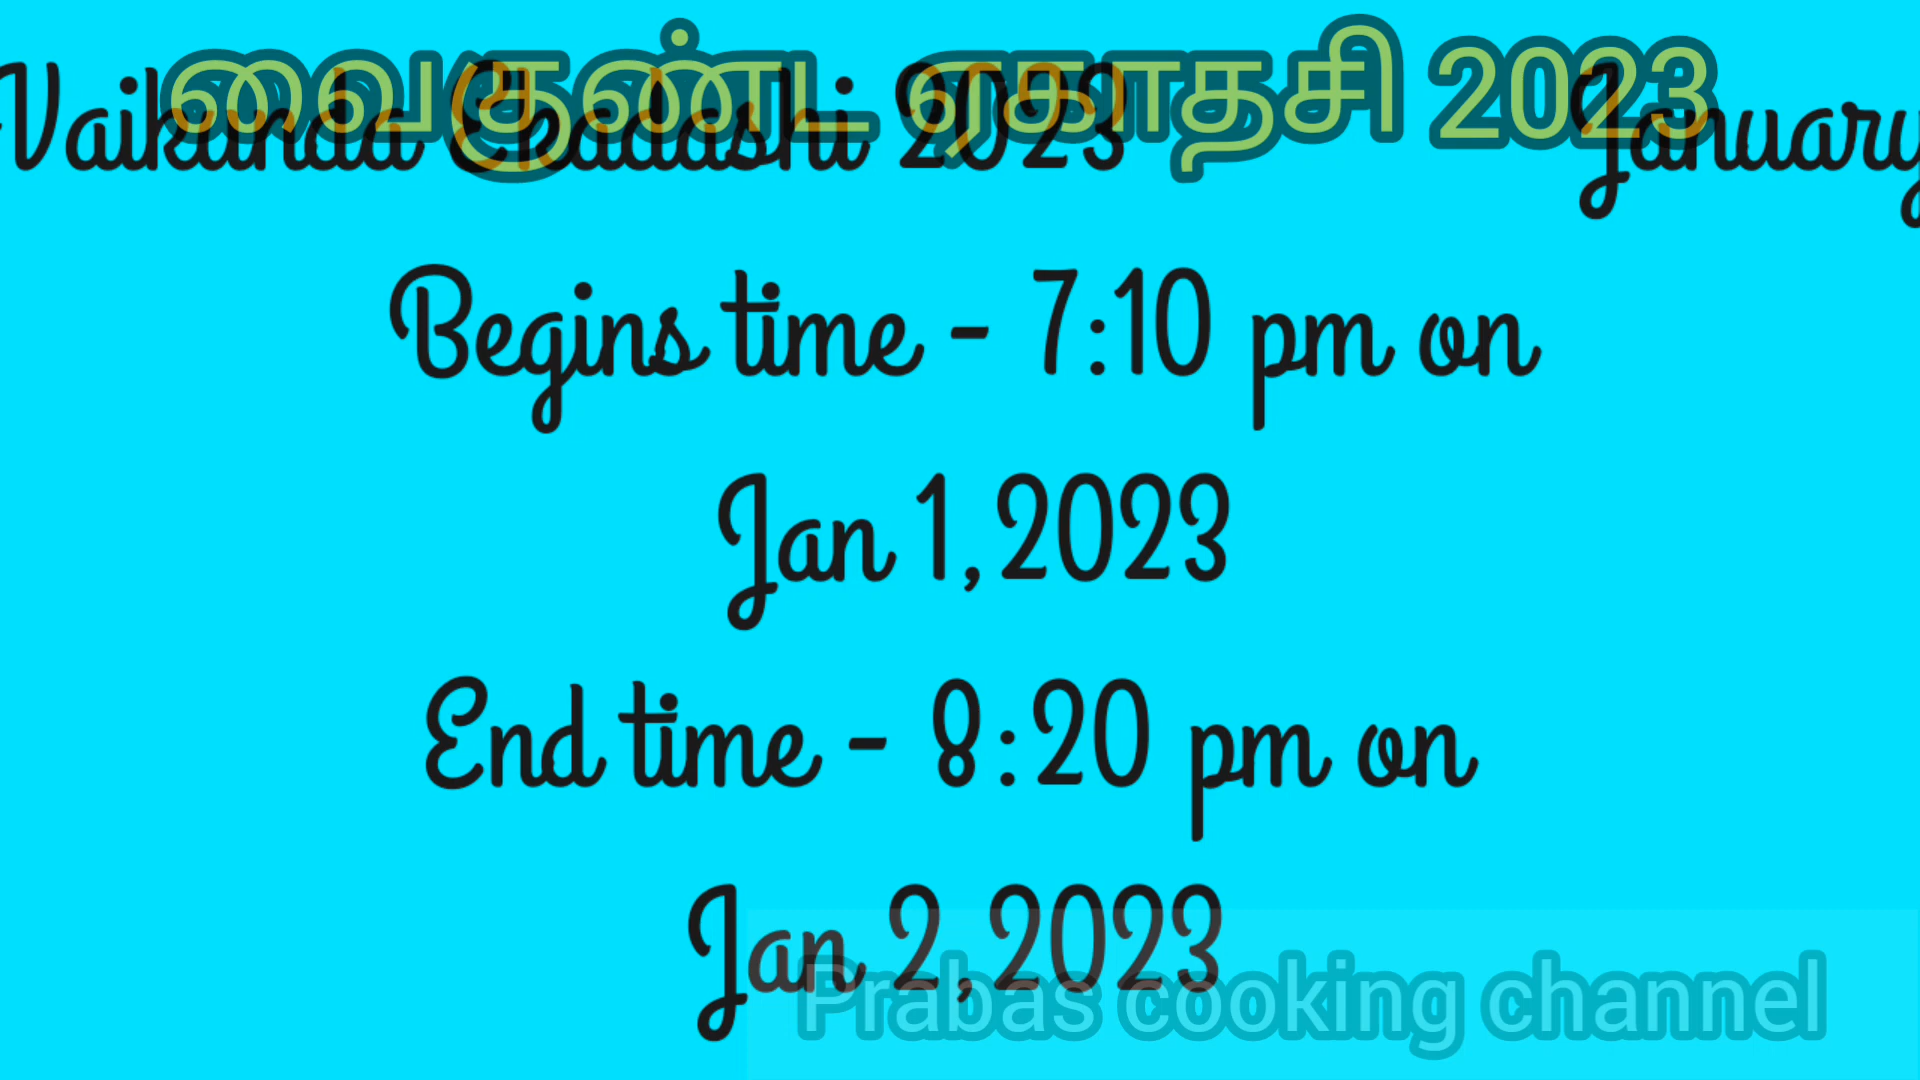 வைகுண்ட ஏகாதசி 2023
Vaikunda Ekadashi 2023 January
Begins time - 7:10 pm on
Jan 1,2023
End time - 8:20 pm on
Jan 2,2023
Prabas cooking channel